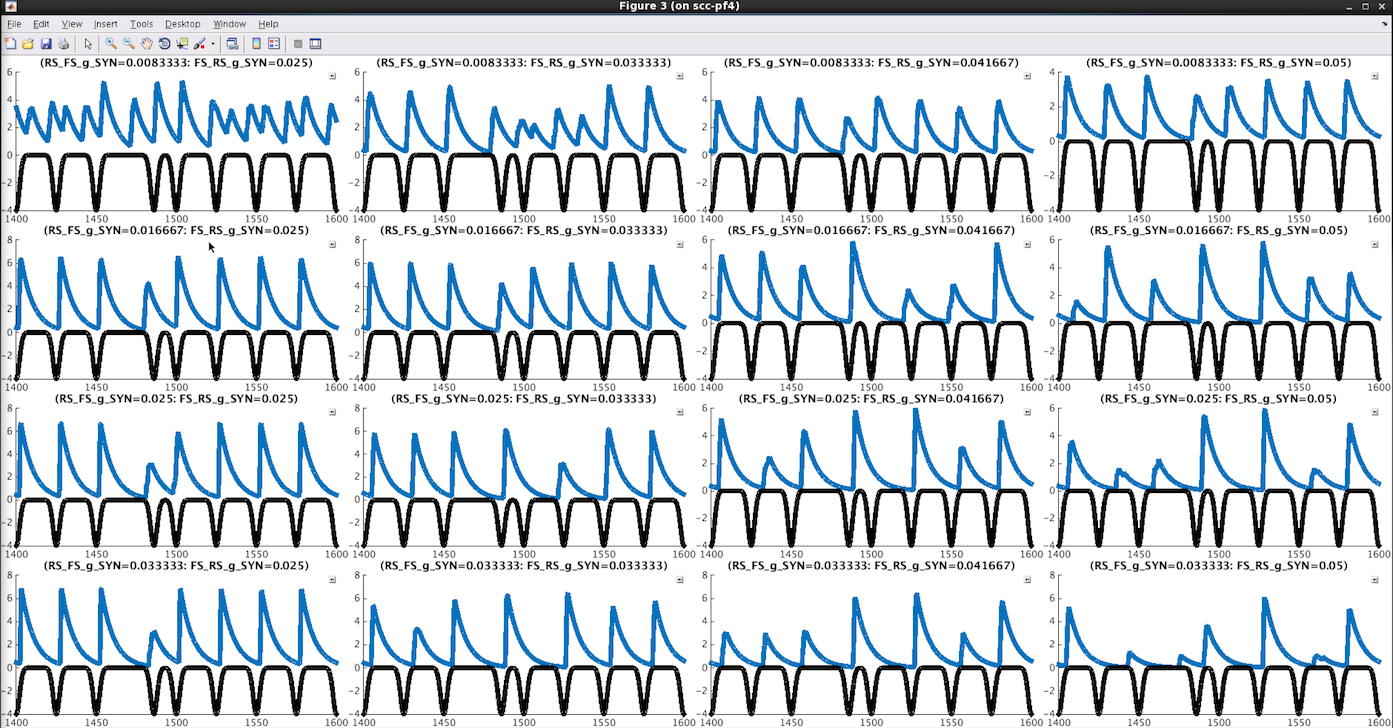 Figure 3 (on scc-pf4)
File Edit View Insert Tools Desktop Window Help
(RS_FS_g_SYN=0.0083333: FS_RS_g_SYN=0.025) (RS_FS_g_SYN=0.0083333: FS_RS_g_SYN=0.033333) (RS_FS_g_SYN=0.0083333: FS_RS_g_SYN=0.041667) (RS_FS_g_SYN=0.0083333: FS_RS_g_SYN=0.05)
6 6 6 4
4 4 4 2
2 2 2 0
0 0 0 -2
-2 -2 -2 -4
-4 -4 -4
1400 1450 1500 1550 1600 1450 1500 1550 1600 1450 1500 1550 1600 1450 1500 1550 1600
(RS_FS_g_SYN=0.016667: FS_RS_g_SYN=0.025) (RS_FS_g_SYN=0.016667: FS_RS_g_SYN=0.033333) (RS_FS_g_SYN=0.016667: FS_RS_g_SYN=0.041667) (RS_FS_g_SYN=0.016667: FS_RS_g_SYN=0.05)
8 8 6 6
6 6 4 4
4 4 2 2
2 2 0 0
0 0 -2 -2
-2 -2 -4 -4
-4 -4
1400 1450 1500 1550 1600 1450 1500 1550 1600 1450 1500 1550 1600 1450 1500 1550 1600
(RS_FS_g_SYN=0.025: FS_RS_g_SYN=0.025) (RS_FS_g_SYN=0.025: FS_RS_g_SYN=0.033333) (RS_FS_g_SYN=0.025: FS_RS_g_SYN=0.041667) (RS_FS_g_SYN=0.025: FS_RS_g_SYN=0.05)
8 8 6 6
6 6 4 4
4 4 2 2
2 2 0 0
0 0 -2 -2
-2 -2 -4 -4
-4 -4
1400 1450 1500 1550 1600 1450 1500 1550 1600 1450 1500 1550 1600 1450 1500 1550 1600
(RS_FS_g_SYN=0.033333: FS_RS_g_SYN=0.025) (RS_FS_g_SYN=0.033333: FS_RS_g_SYN=0.033333) (RS_FS_g_SYN=0.033333: FS_RS_g_SYN=0.041667) (RS_FS_g_SYN=0.033333: FS_RS_g_SYN=0.05)
8 8 8 8
6 6 6 6
4 4 4 4
2 2 2 2
0 0 0 0
-2 -2 -2 -2
-4 -4 -4 -4
1400 1450 1500 1550 1600 1450 1500 1550 1600 1450 1500 1550 1600 1450 1500 1550 1600